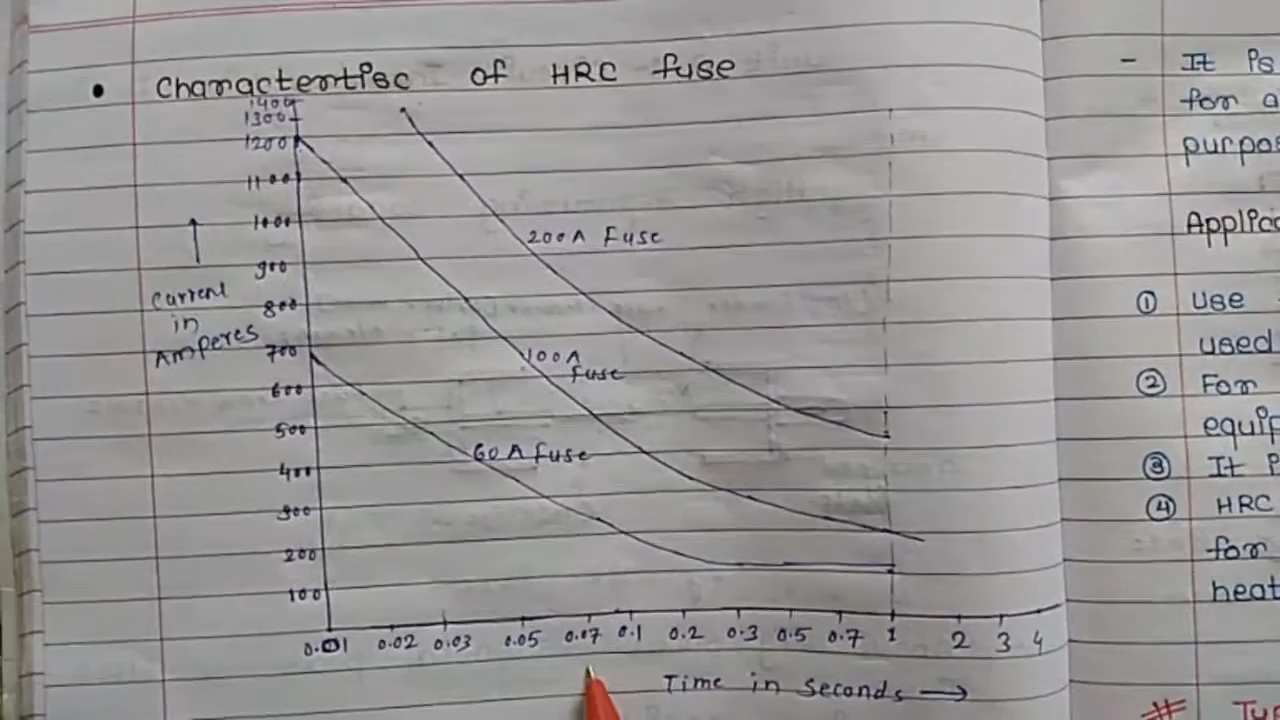 • Charactertisc of HRC fuse
1400
1300
1200
1100
1000
900
800
700
600
500
400
300
200
100
Current
in
Amperes
200A Fuse
100A
fuse
60A fuse
0.01 0.02 0.03 0.05 0.07 0.1 0.2 0.3 0.5 0.7 1 2 3 4
Time in seconds →
- It is
for a
purpos
Applic
① Use
used
② For
equip
③ It
④ HRC
for
heat
#